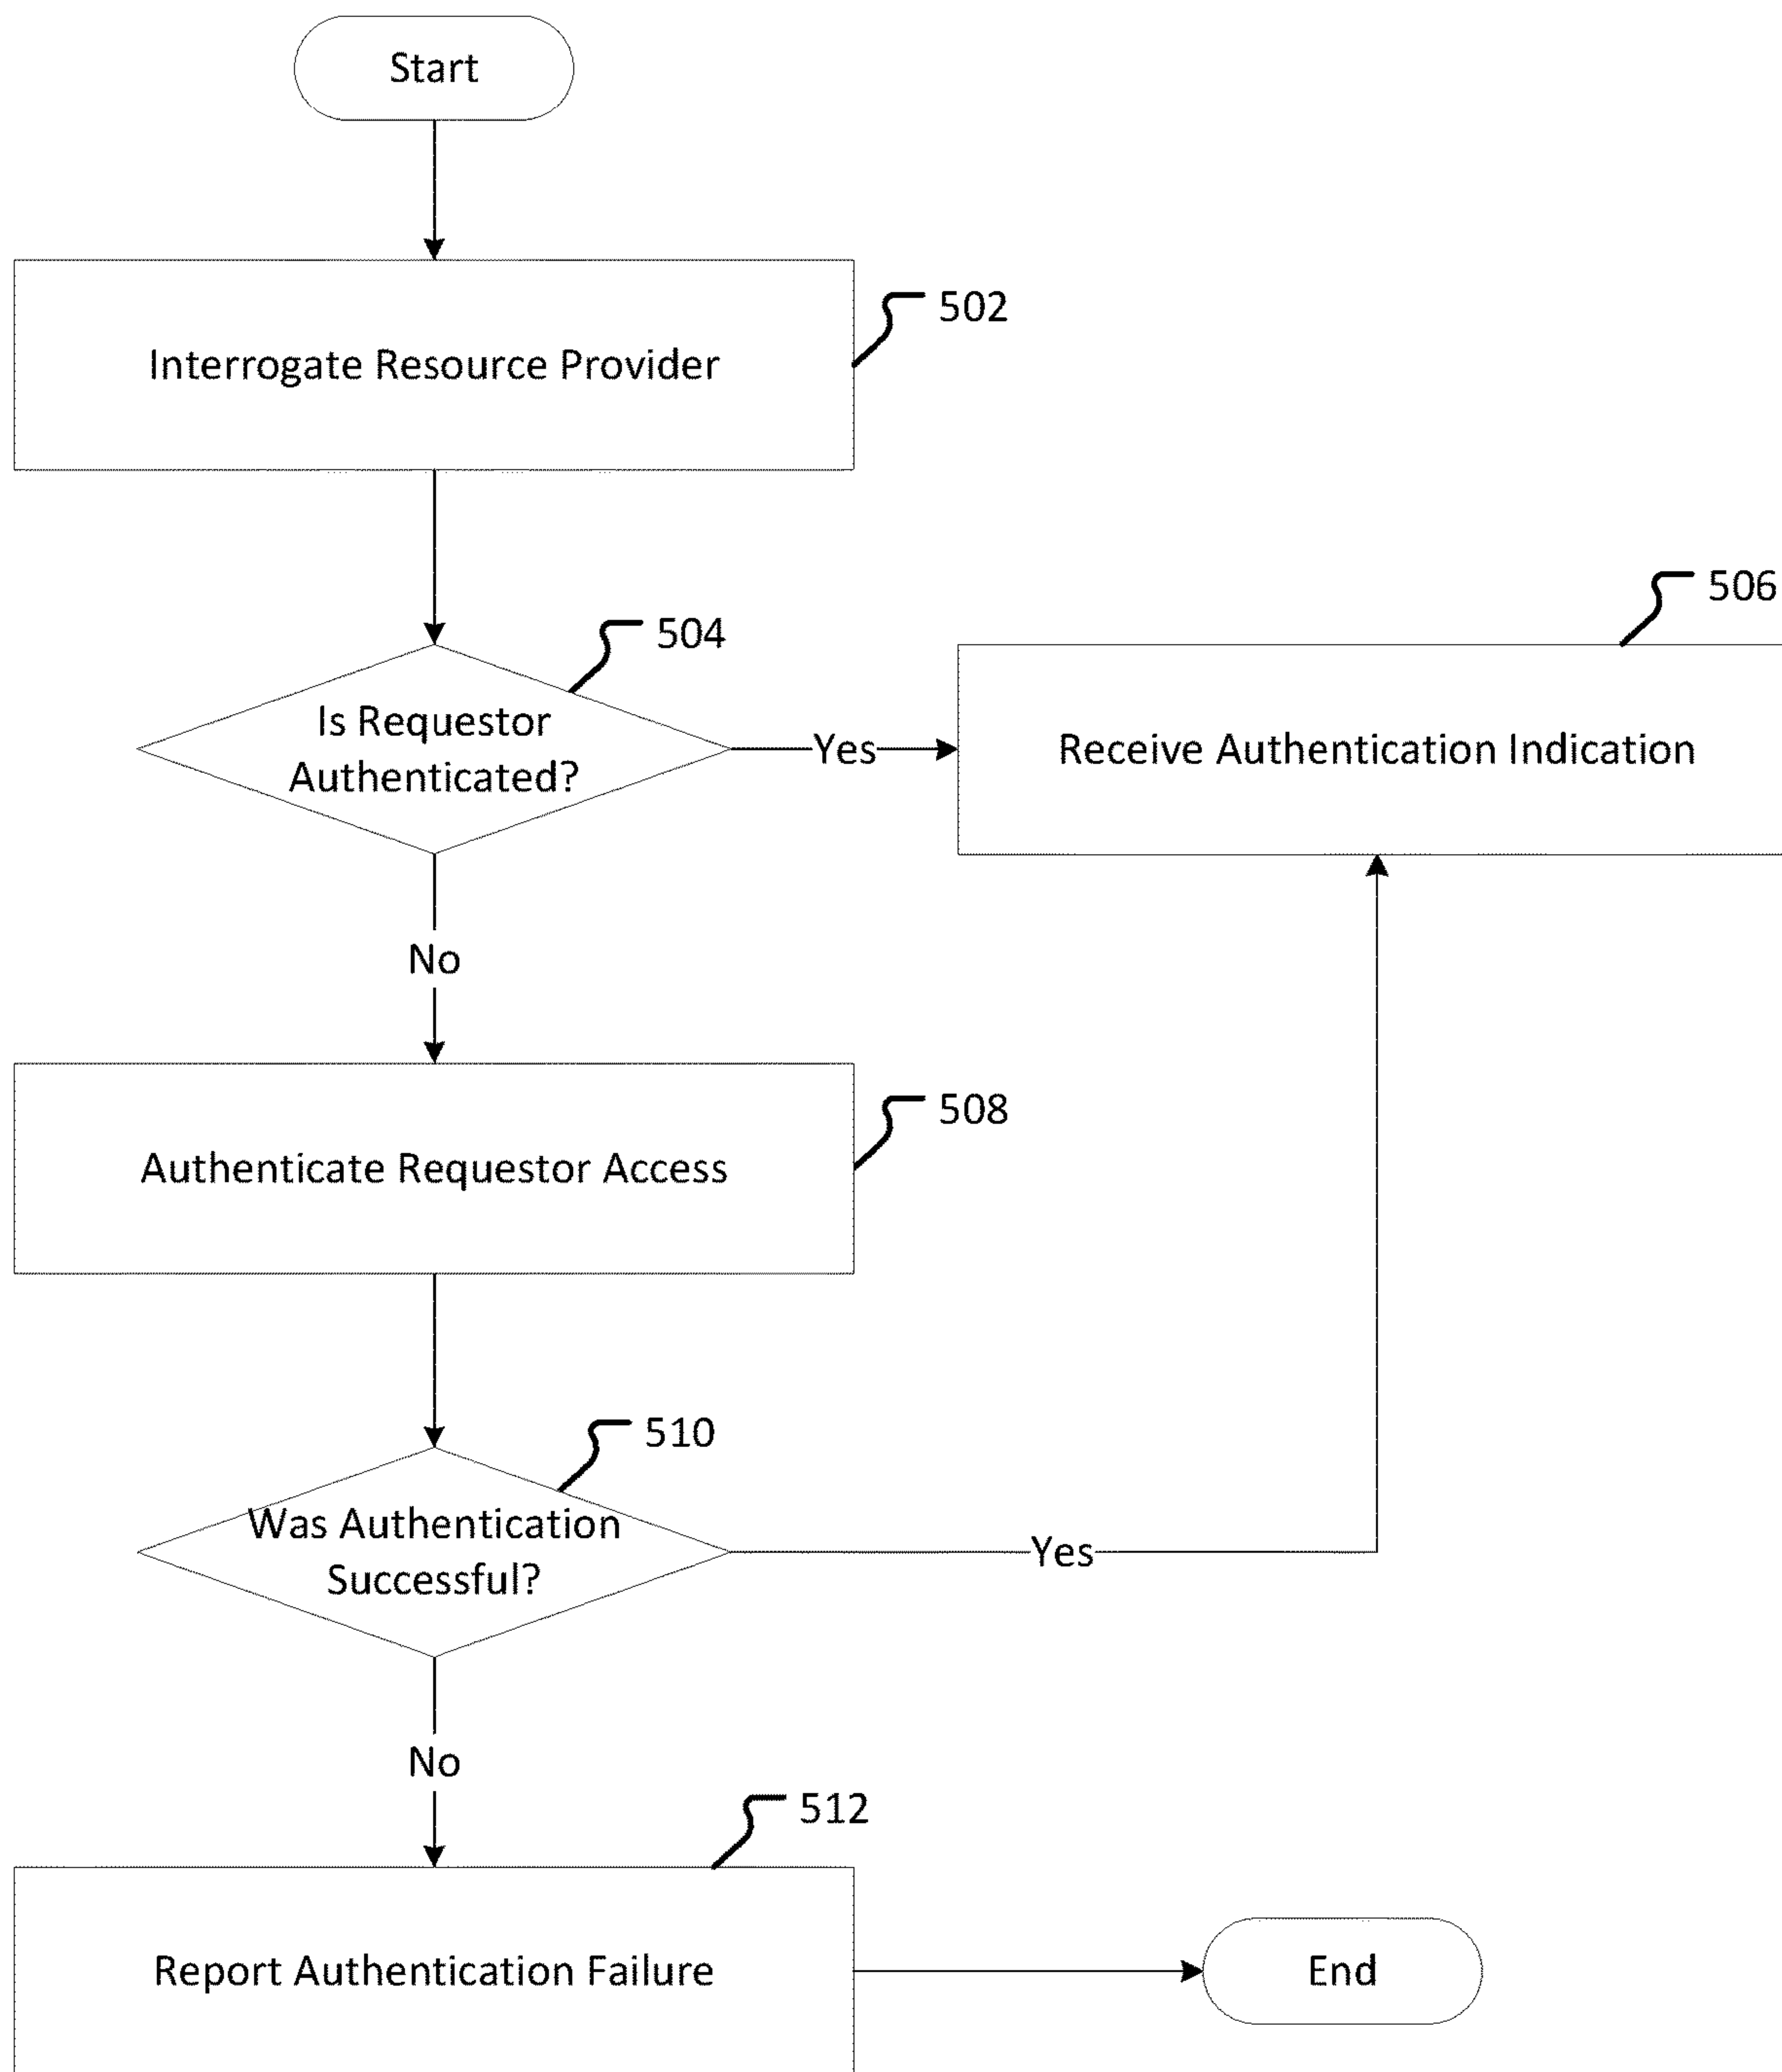 Start
Interrogate Resource Provider
502
504
506
Is Requestor
Authenticated?
Yes
Receive Authentication Indication
No
508
Authenticate Requestor Access
510
Was Authentication
Successful?
Yes
No
512
Report Authentication Failure
End